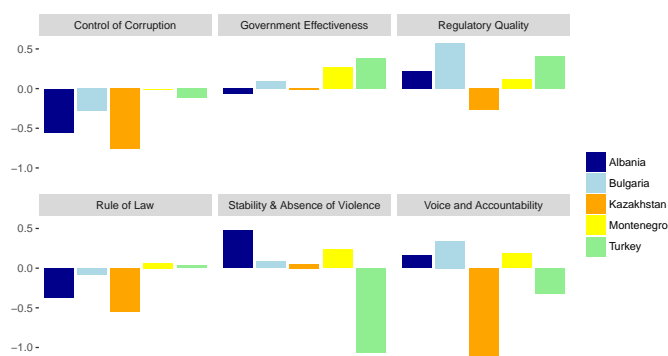 Control of Corruption
Government Effectiveness
Regulatory Quality
0.5
0.0
−0.5
−1.0
Albania
Bulgaria
Kazakhstan
Montenegro
Turkey
Rule of Law
Stability & Absence of Violence
Voice and Accountability
0.5
0.0
−0.5
−1.0